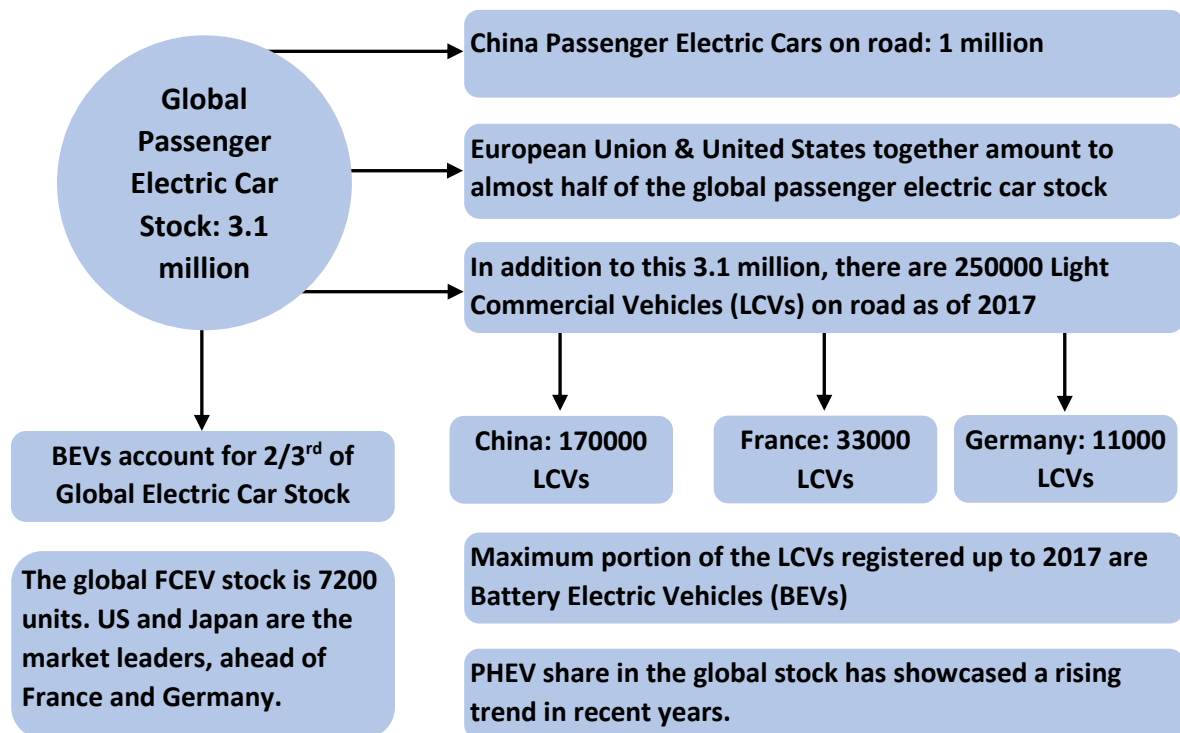 Global
Passenger
Electric Car
Stock: 3.1
million
China Passenger Electric Cars on road: 1 million
European Union & United States together amount to
almost half of the global passenger electric car stock
In addition to this 3.1 million, there are 250000 Light
Commercial Vehicles (LCVs) on road as of 2017
China: 170000
LCVs
France: 33000
LCVs
Germany: 11000
LCVs
BEVs account for 2/3rd of
Global Electric Car Stock
The global FCEV stock is 7200
units. US and Japan are the
market leaders, ahead of
France and Germany.
Maximum portion of the LCVs registered up to 2017 are
Battery Electric Vehicles (BEVs)
PHEV share in the global stock has showcased a rising
trend in recent years.